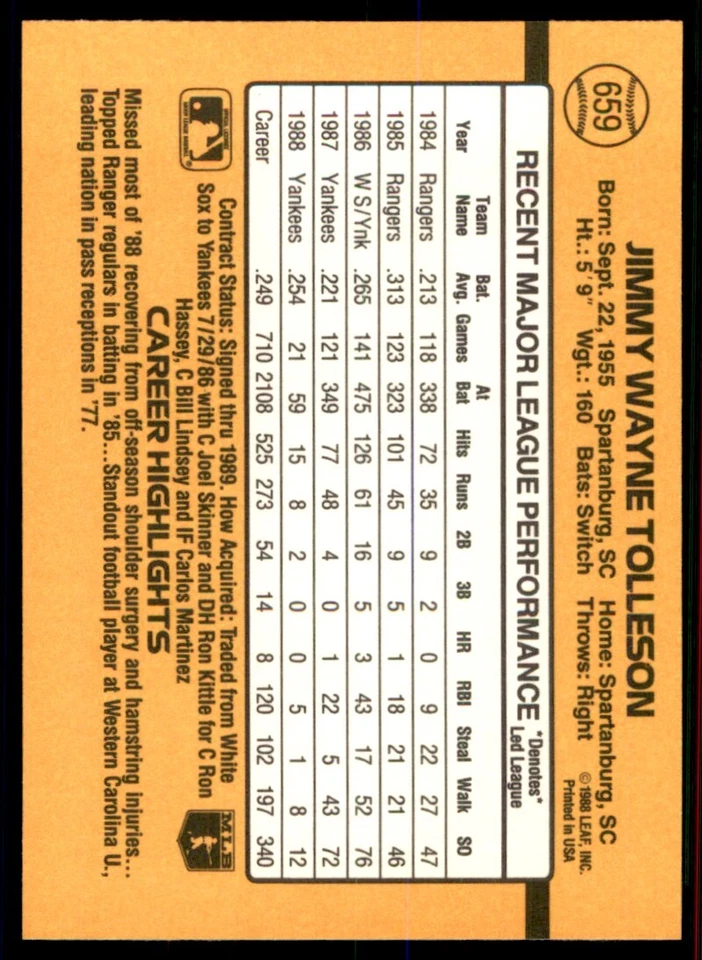 659
JIMMY WAYNE TOLLESON
Born: Sept. 22, 1955 Spartanburg, SC Home: Spartanburg, SC
Ht.: 5'9" Wgt.: 160 Bats: Switch Throws: Right
©1988 LEAF, INC.
Printed in USA
RECENT MAJOR LEAGUE PERFORMANCE
*Denotes*
Led League
Year Team Name Bat. Avg. Games At Bat Hits Runs 2B 3B HR RBI Steal Walk SO
1984 Rangers .213 118 338 72 35 9 2 0 9 22 27 47
1985 Rangers .313 123 323 101 45 9 5 1 18 21 21 46
1986 W S/Ynk .265 141 475 126 61 16 5 3 43 17 52 76
1987 Yankees .221 121 349 77 48 4 0 1 22 5 43 72
1988 Yankees .254 21 59 15 8 2 0 0 5 1 8 12
Career .249 710 2108 525 273 54 14 8 120 102 197 340
Contract Status: Signed thru 1989. How Acquired: Traded from White
Sox to Yankees 7/29/86 with C Joel Skinner and DH Ron Kittle for C Ron
Hassey, C Bill Lindsey and IF Carlos Martinez
MLB
CAREER HIGHLIGHTS
Missed most of '88 recovering from off-season shoulder surgery and hamstring injuries...
Topped Ranger regulars in batting in '85...Standout football player at Western Carolina U.,
leading nation in pass receptions in '77.